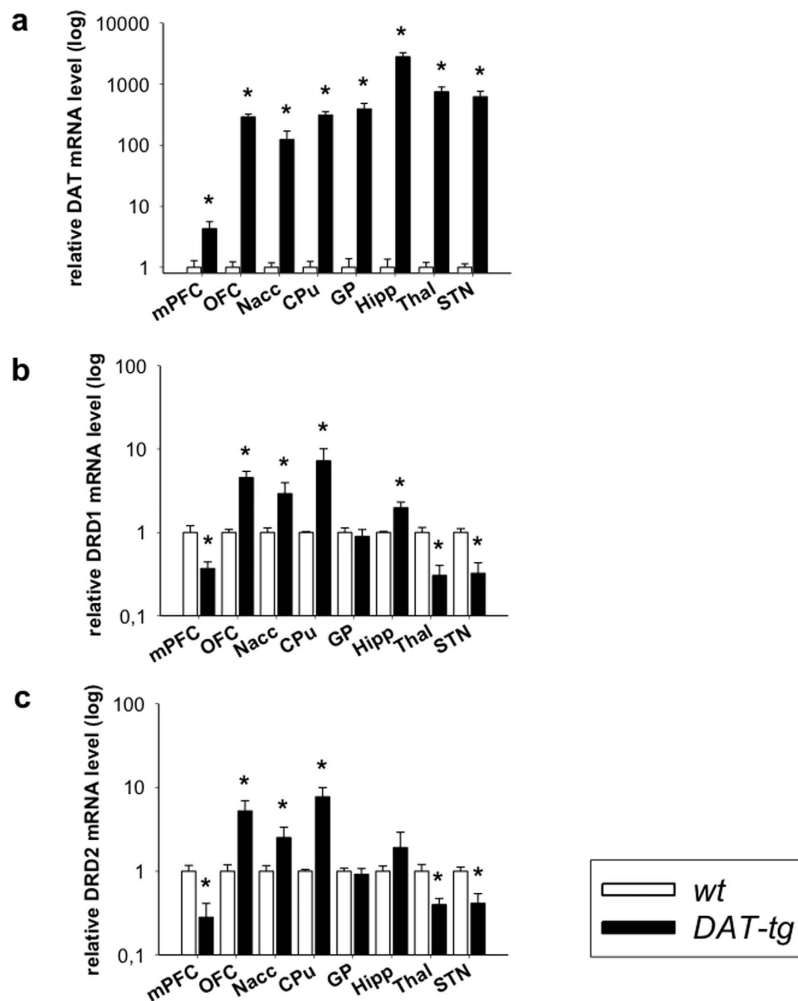 a
relative DAT mRNA level (log)
10000
1000
100
10
1
* * * * * * * *
mPFC OFC Nacc CPu GP Hipp Thal STN
b
relative DRD1 mRNA level (log
100
10
1
0,1
* * * * * * *
mPFC OFC Nacc CPu GP Hipp Thal STN
c
relative DRD2 mRNA level (log)
100
10
1
0,1
* * * * * *
mPFC OFC Nacc CPu GP Hipp Thal STN
wt
DAT-tg